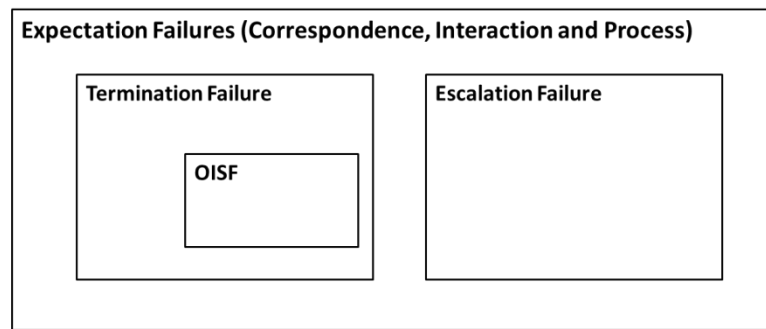 Expectation Failures (Correspondence, Interaction and Process)
Termination Failure
Escalation Failure
OISF